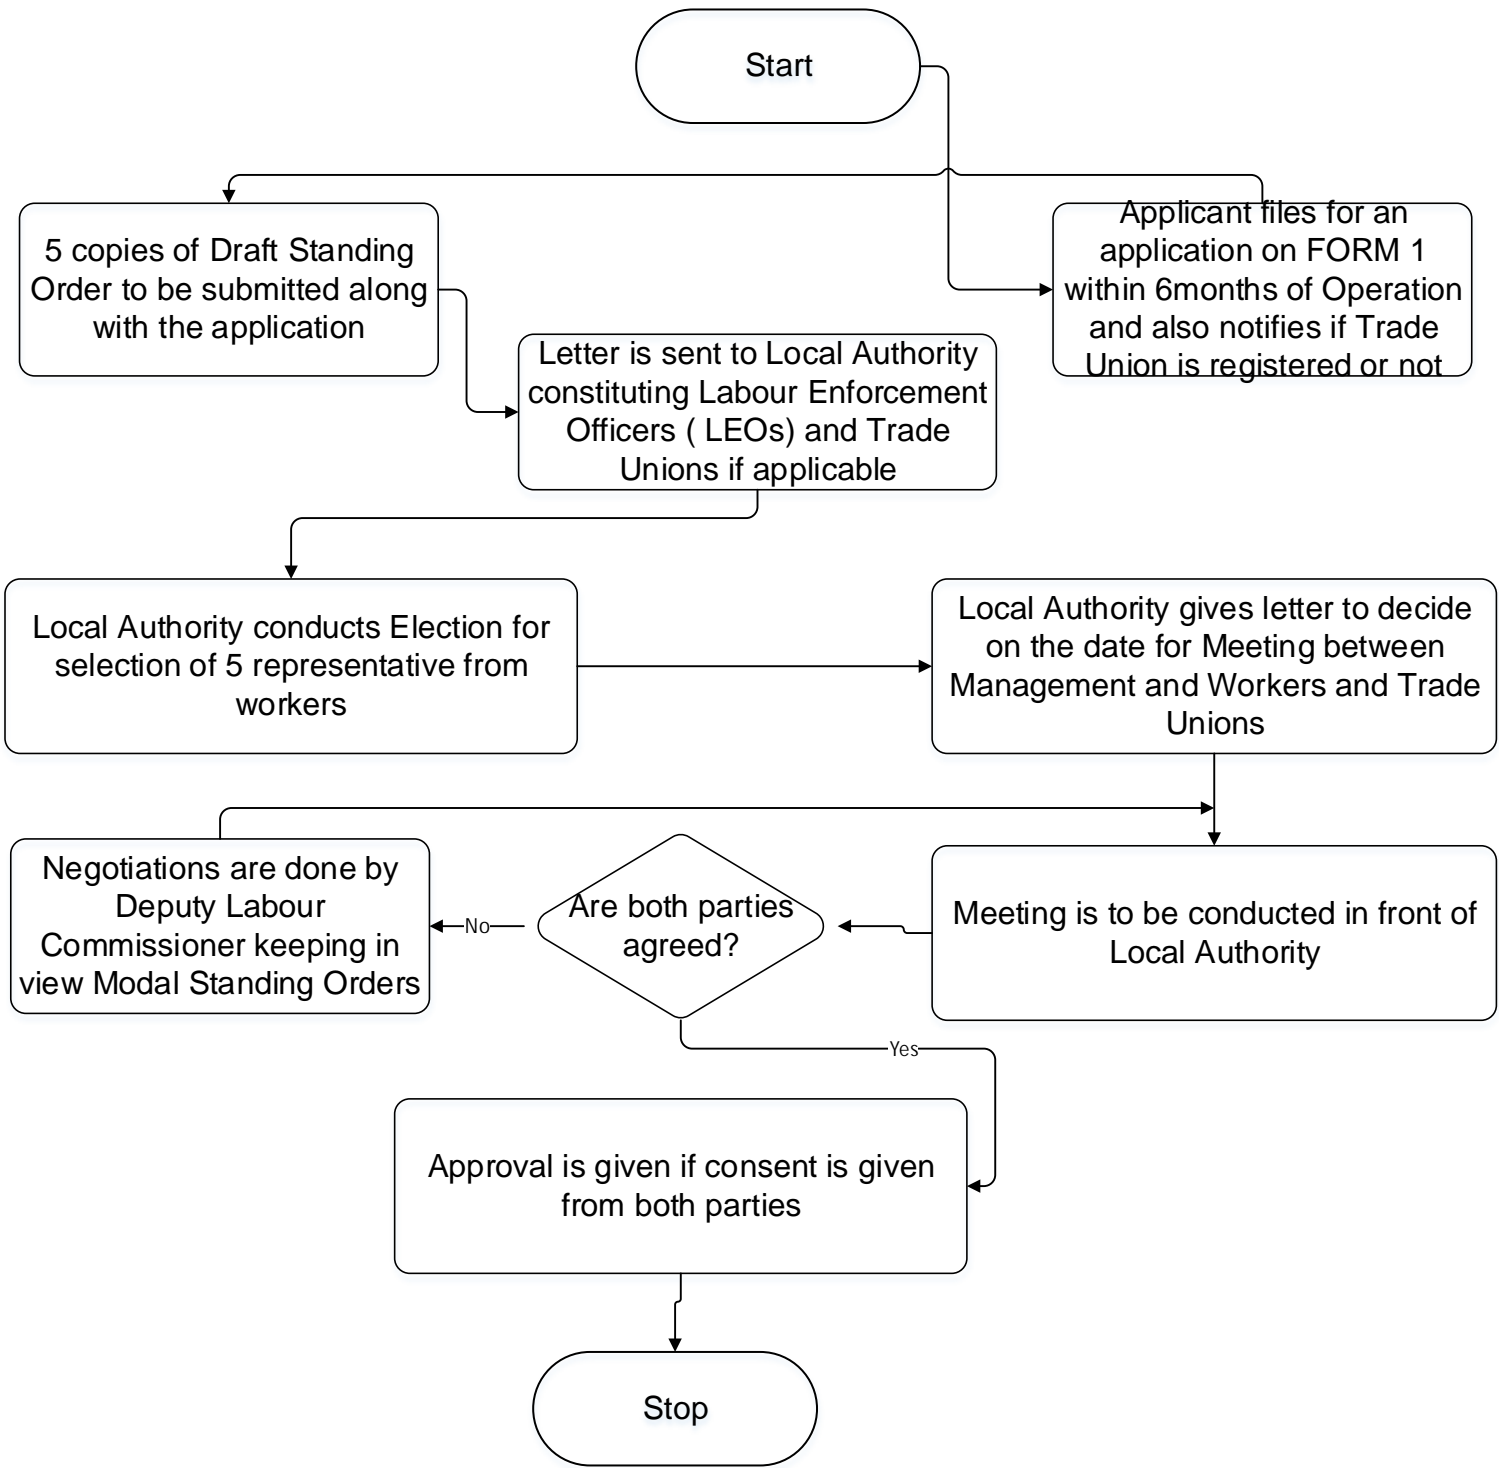 Start
Applicant files for an
application on FORM 1
within 6months of Operation
and also notifies if Trade
Union is registered or not
5 copies of Draft Standing
Order to be submitted along
with the application
Letter is sent to Local Authority
constituting Labour Enforcement
Officers ( LEOs) and Trade
Unions if applicable
Local Authority conducts Election for
selection of 5 representative from
workers
Local Authority gives letter to decide
on the date for Meeting between
Management and Workers and Trade
Unions
Meeting is to be conducted in front of
Local Authority
Are both parties
agreed?
No
Negotiations are done by
Deputy Labour
Commissioner keeping in
view Modal Standing Orders
Yes
Approval is given if consent is given
from both parties
Stop